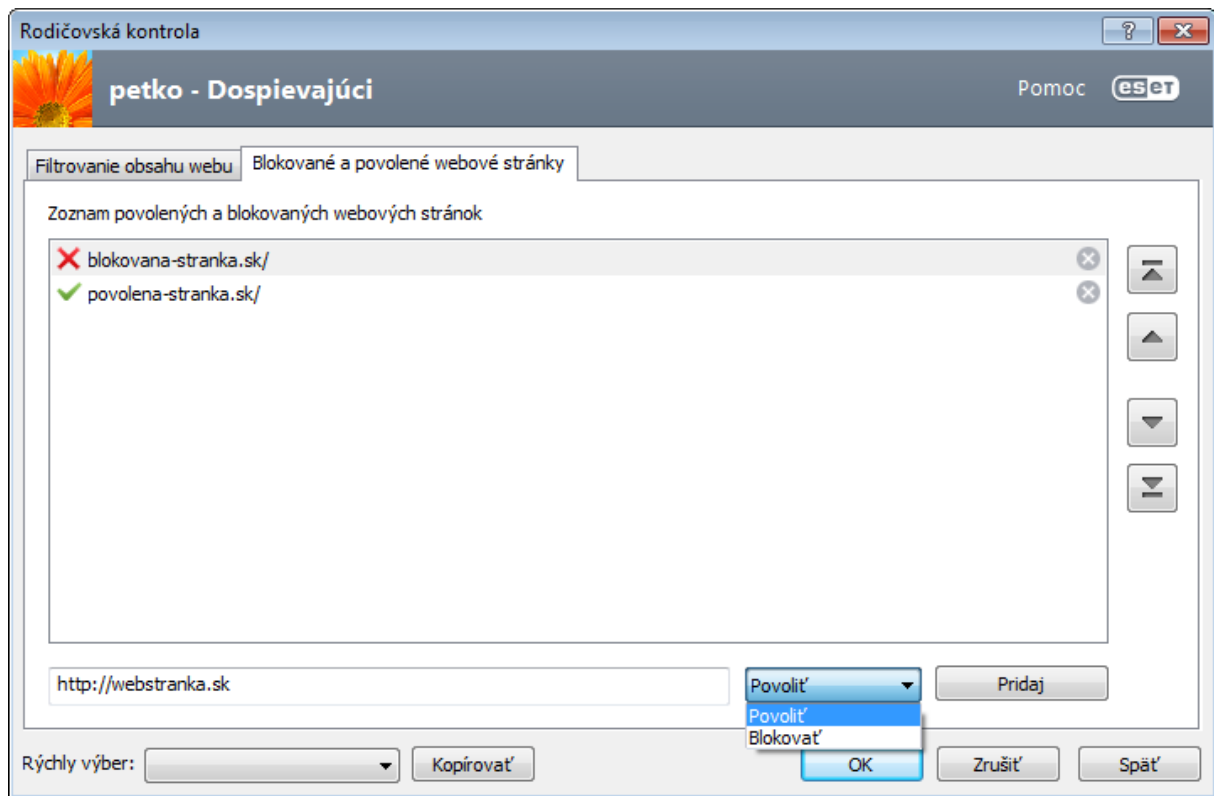 Rodičovská kontrola
petko - Dospievajúci
Pomoc
eset
Filtrovanie obsahu webu
Blokované a povolené webové stránky
Zoznam povolených a blokovaných webových stránok
blokovana-stranka.sk/
povolena-stranka.sk/
http://webstranka.sk
Povoliť
Pridaj
Povoliť
Blokovať
Rýchly výber:
Kopírovať
OK
Zrušiť
Späť